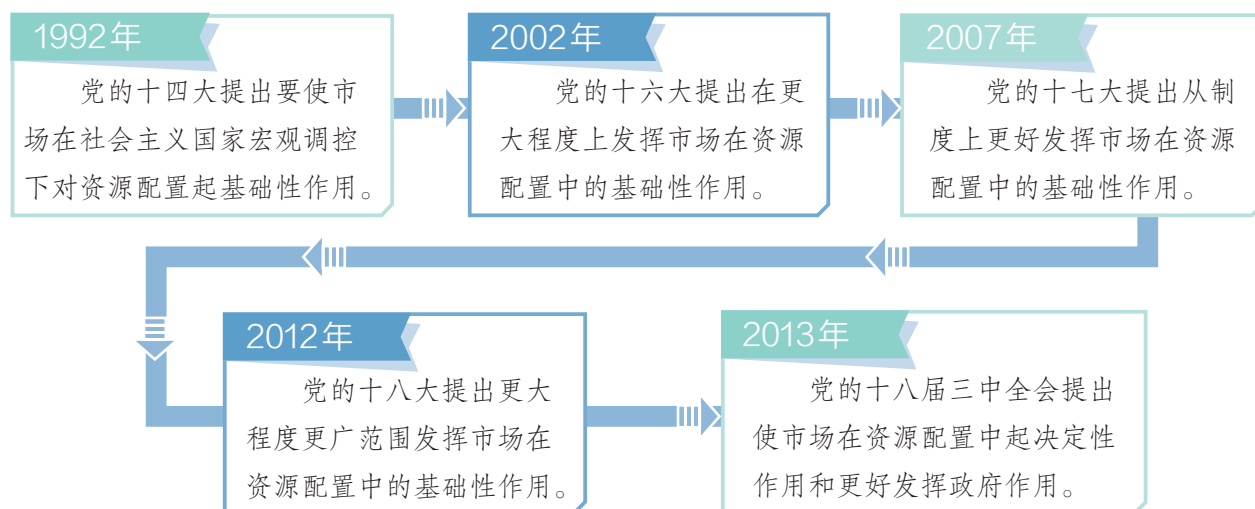 1992年
党的十四大提出要使市
场在社会主义国家宏观调控
下对资源配置起基础性作用。
2002年
党的十六大提出在更
大程度上发挥市场在资源
配置中的基础性作用。
2007年
党的十七大提出从制
度上更好发挥市场在资源
配置中的基础性作用。
2012年
党的十八大提出更大
程度更广范围发挥市场在
资源配置中的基础性作用。
2013年
党的十八届三中全会提出
使市场在资源配置中起决定性
作用和更好发挥政府作用。